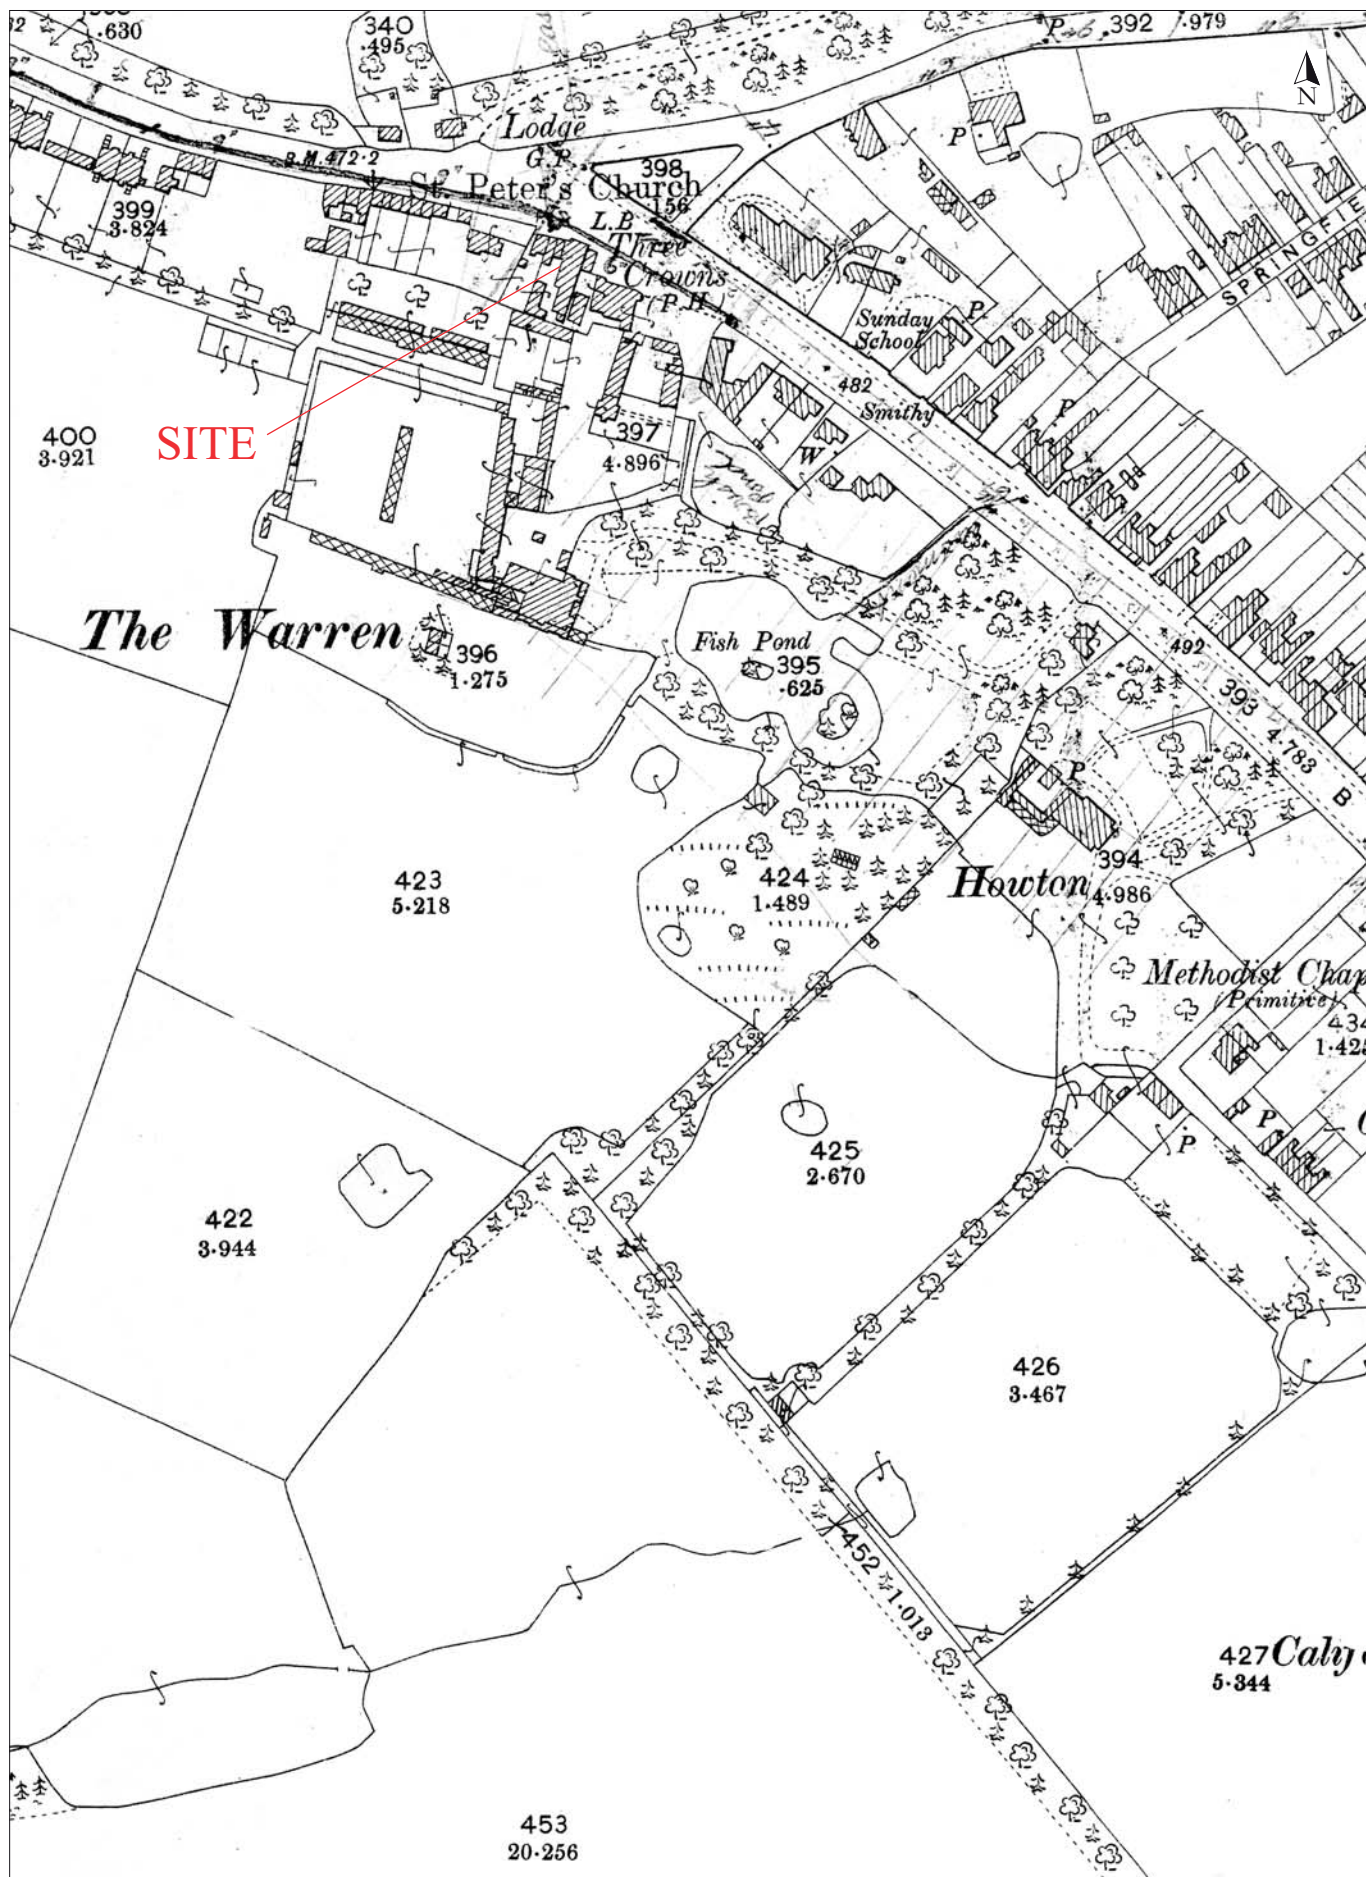 .630
340
.495
P
392
.979
N
Lodge
G.P.
P
B.M.472.2
398
.156
St. Peter's Church
L.B
399
3.824
Three
Crowns
P.H.
SPRINGFIE
P.
Sunday
School
482
Smithy
P
400
3.921
SITE
397
4.896
W
The Warren
396
1.275
Fish Pond
395
.625
492
393
4.783
B
P
423
5.218
424
1.489
Howton
394
4.986
Methodist Chap
(Primitive)
434
1.425
425
2.670
P
P
422
3.944
426
3.467
452
1.013
427
5.344
Caly
453
20.256